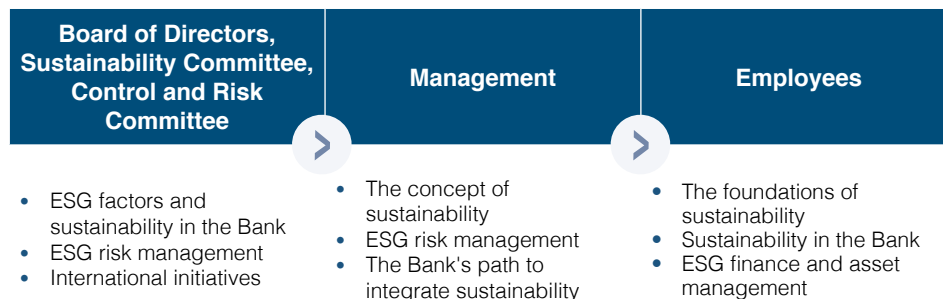 Board of Directors,
Sustainability Committee,
Control and Risk
Committee
Management
Employees
• ESG factors and
sustainability in the Bank
• ESG risk management
• International initiatives
• The concept of
sustainability
• ESG risk management
• The Bank's path to
integrate sustainability
• The foundations of
sustainability
• Sustainability in the Bank
• ESG finance and asset
management